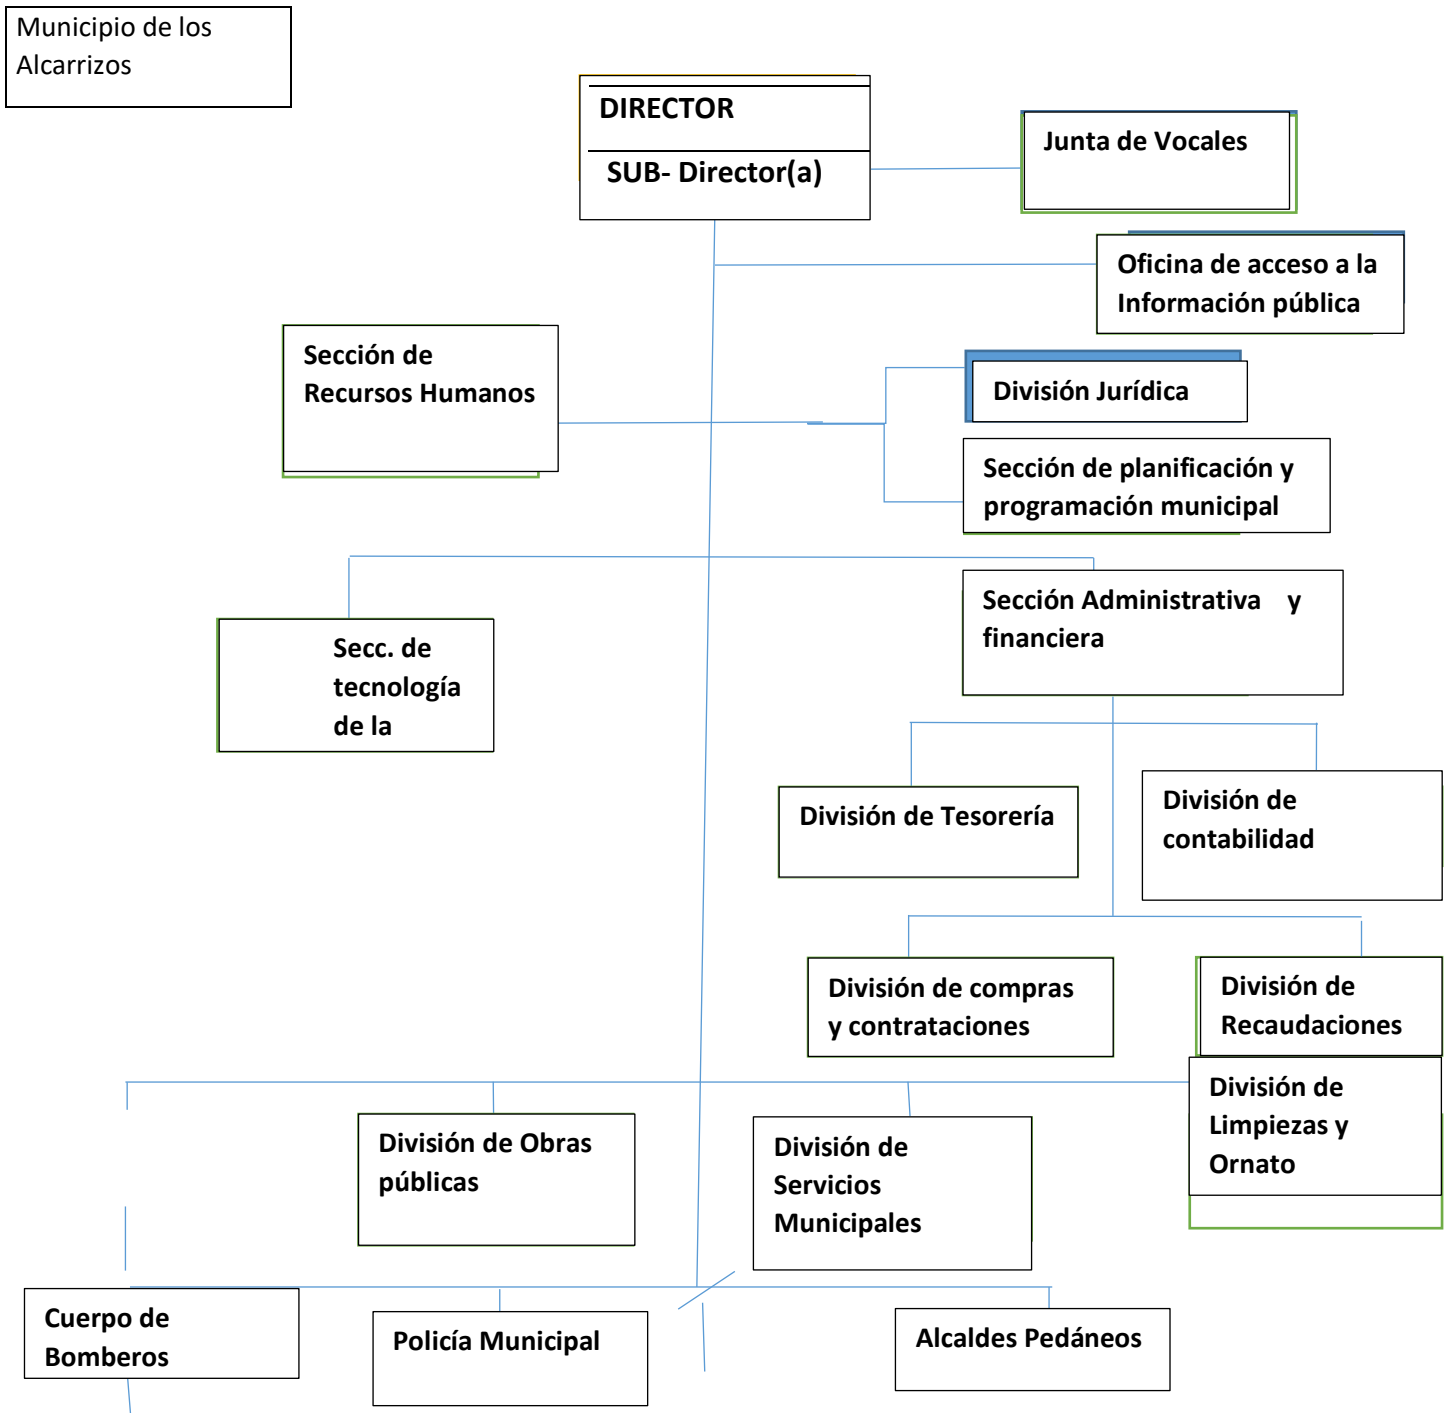 Municipio de los
Alcarrizos
DIRECTOR
SUB- Director(a)
Junta de Vocales
Oficina de acceso a la
Información pública
Sección de
Recursos Humanos
División Jurídica
Sección de planificación y
programación municipal
Sección Administrativa y
financiera
Secc. de
tecnología
de la
División de Tesorería
División de
contabilidad
División de compras
y contrataciones
División de
Recaudaciones
División de Obras
públicas
División de
Servicios
Municipales
División de
Limpiezas y
Ornato
Cuerpo de
Bomberos
Policía Municipal
Alcaldes Pedáneos